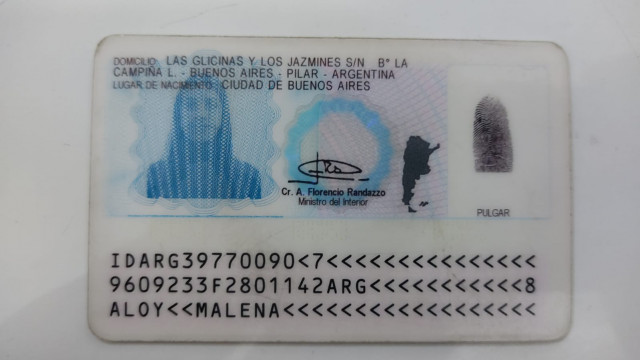 DOMICILIO: LAS GLICINAS Y LOS JAZMINES S/N B° LA
CAMPIÑA L. - BUENOS AIRES - PILAR - ARGENTINA
LUGAR DE NACIMIENTO: CIUDAD DE BUENOS AIRES
Cr. A. Florencio Randazzo
Ministro del Interior
PULGAR
IDARG39770090<7<<<<<<<<<<<<<<<
9609233F2801142ARG<<<<<<<<<<<8
ALOY<<MALENA<<<<<<<<<<<<<<<<<<